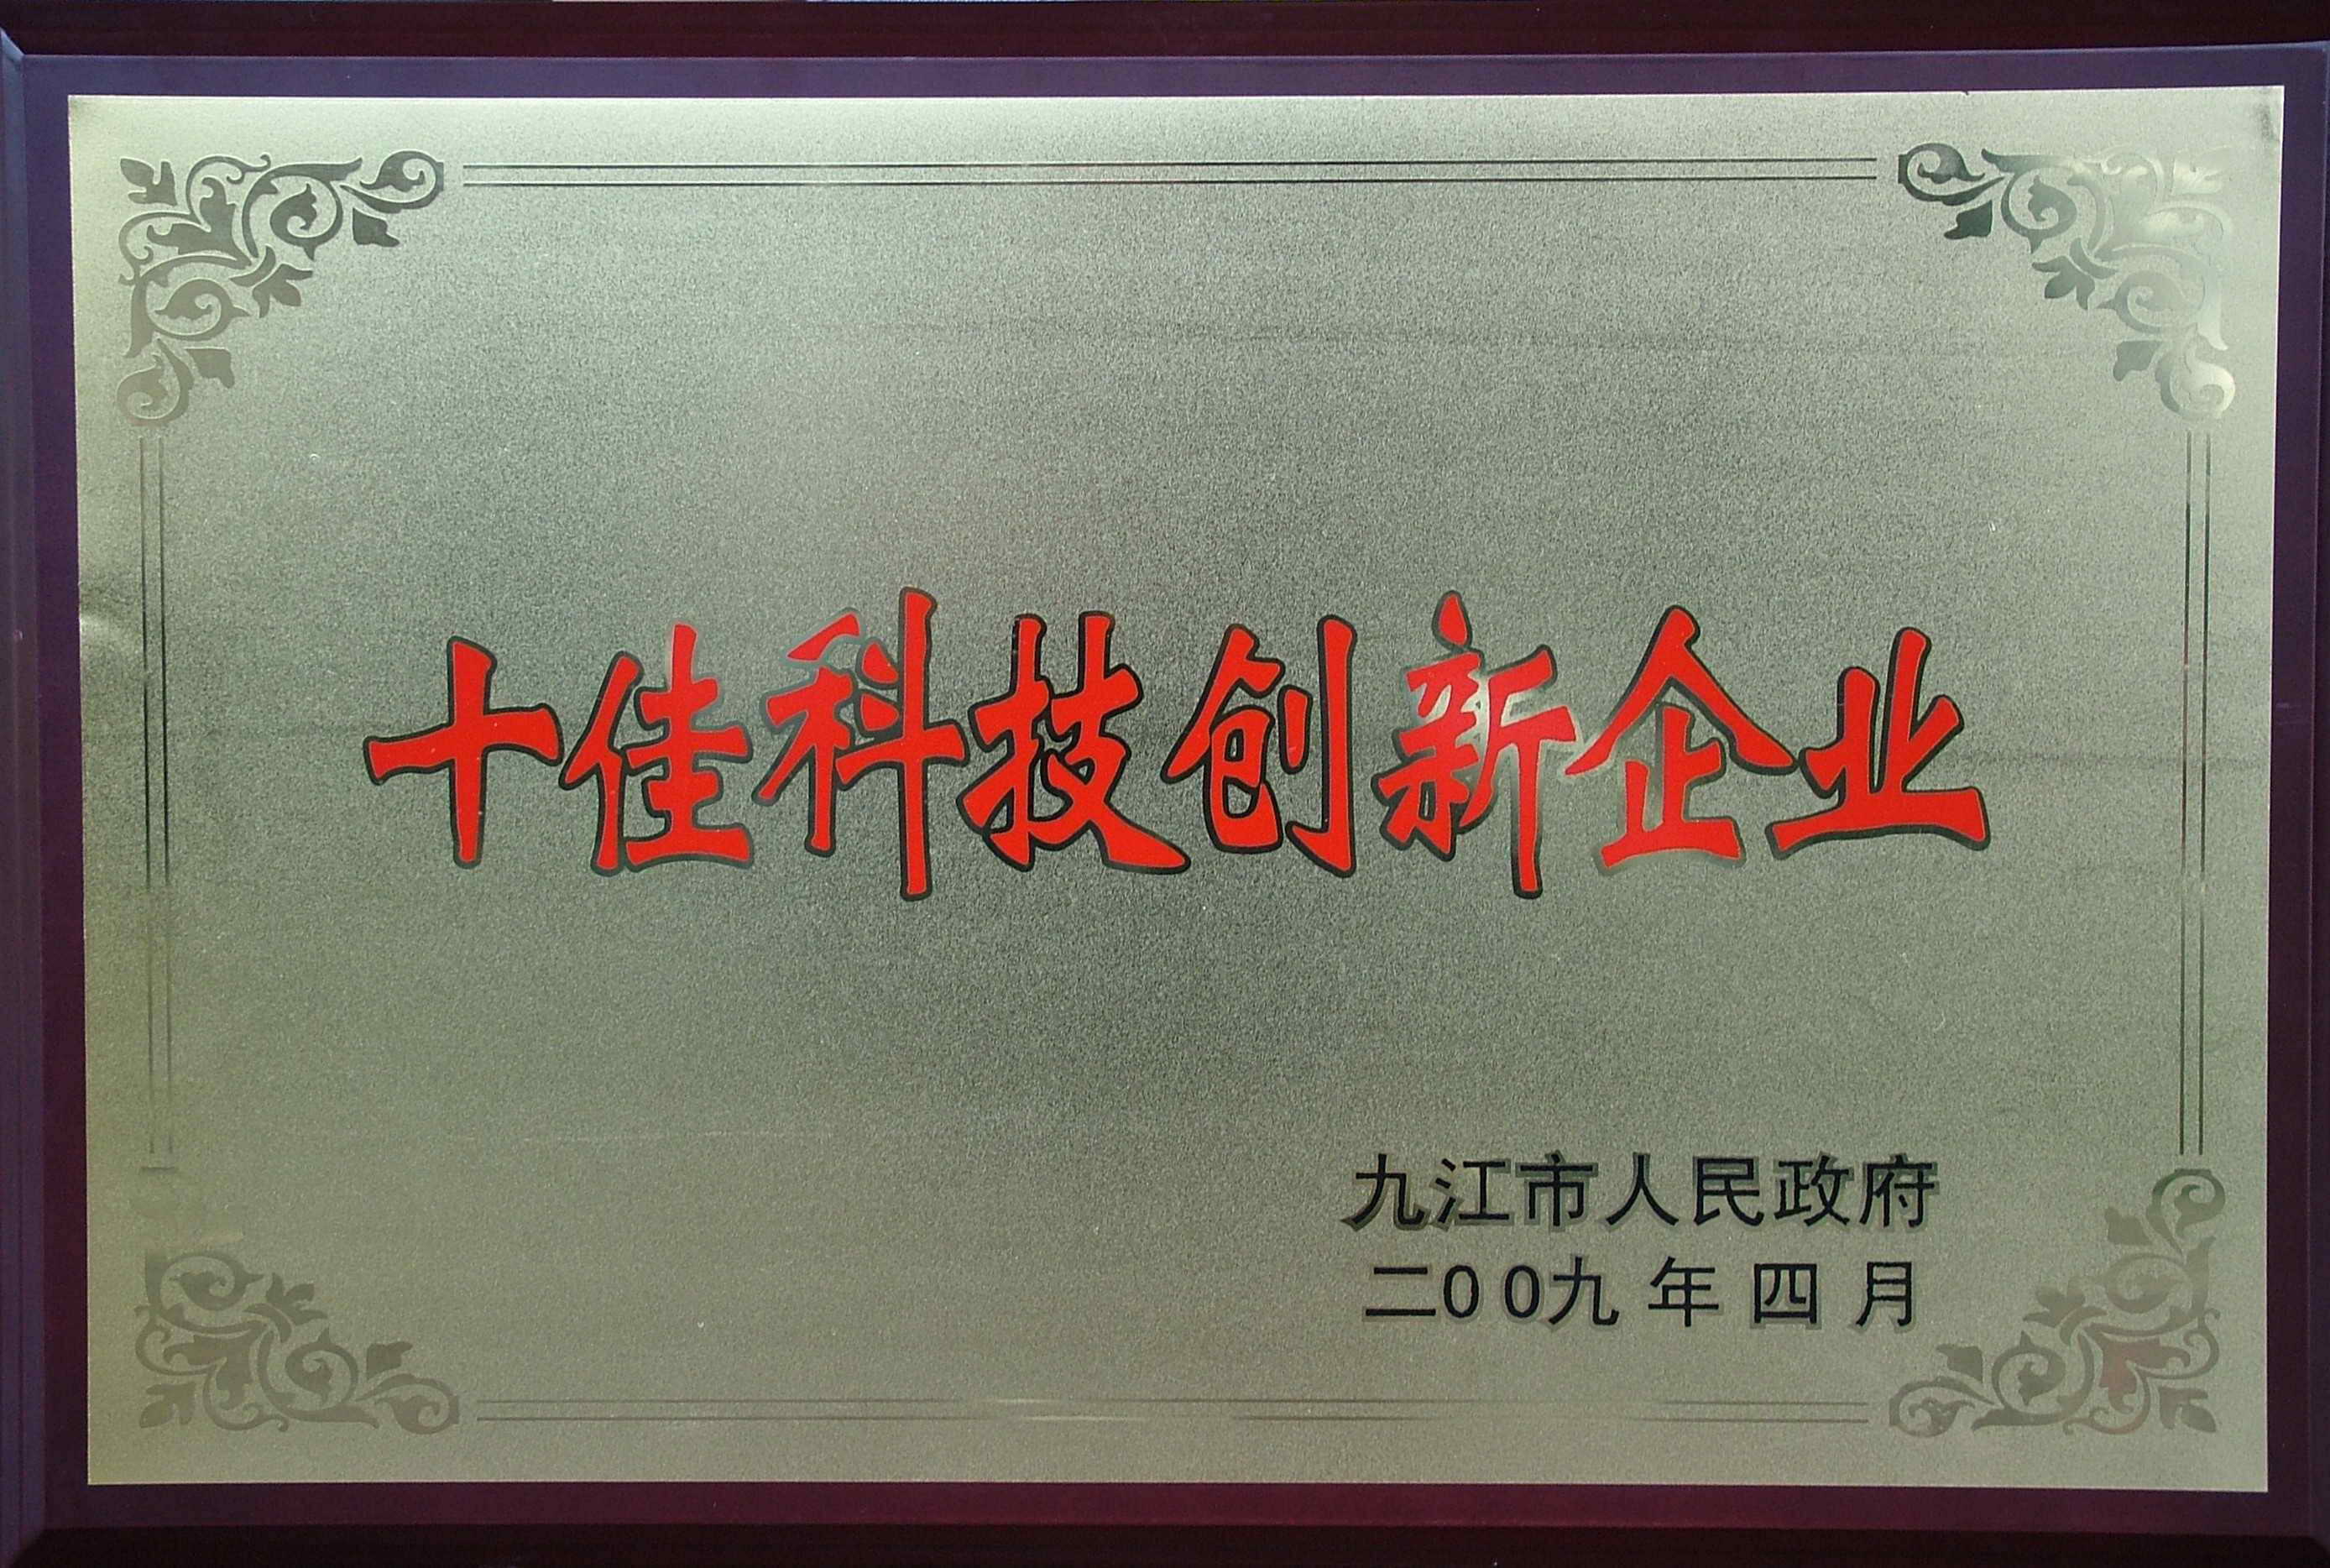 十佳科技创新企业
九江市人民政府
二00九年四月